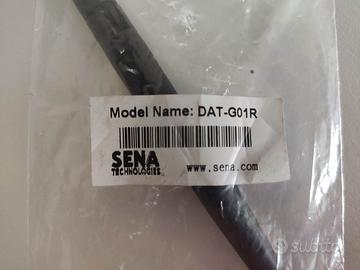 Model Name: DAT-G01R
SENA
TECHNOLOGIES
www.sena.com
subito